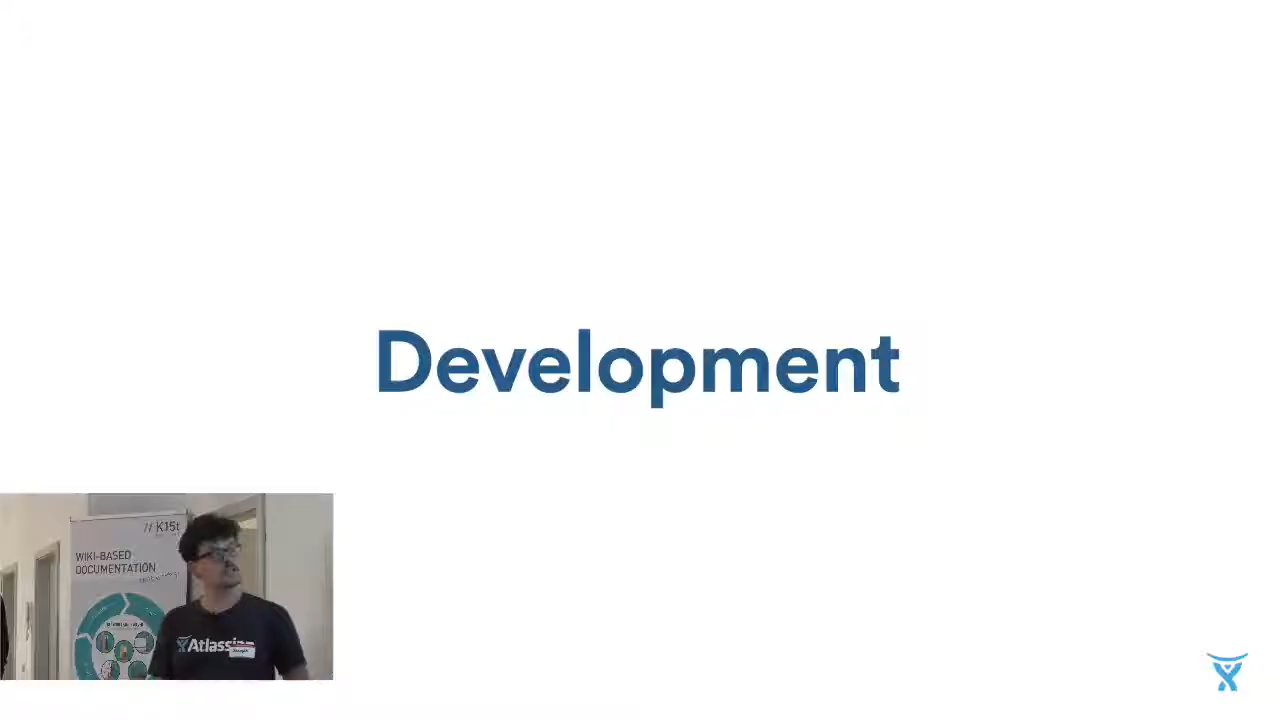 Development
// K15t
WIKI-BASED
DOCUMENTATION
Atlassian